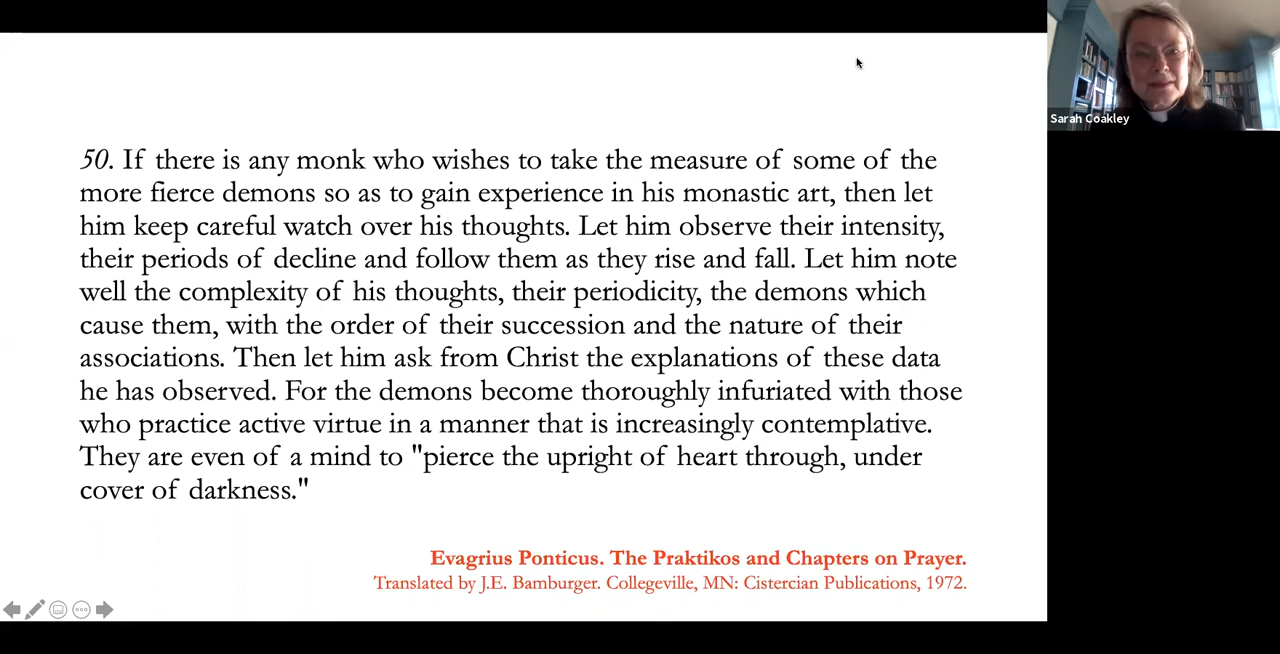 Sarah Coakley
50. If there is any monk who wishes to take the measure of some of the
more fierce demons so as to gain experience in his monastic art, then let
him keep careful watch over his thoughts. Let him observe their intensity,
their periods of decline and follow them as they rise and fall. Let him note
well the complexity of his thoughts, their periodicity, the demons which
cause them, with the order of their succession and the nature of their
associations. Then let him ask from Christ the explanations of these data
he has observed. For the demons become thoroughly infuriated with those
who practice active virtue in a manner that is increasingly contemplative.
They are even of a mind to "pierce the upright of heart through, under
cover of darkness."
Evagrius Ponticus. The Praktikos and Chapters on Prayer.
Translated by J.E. Bamburger. Collegeville, MN: Cistercian Publications, 1972.